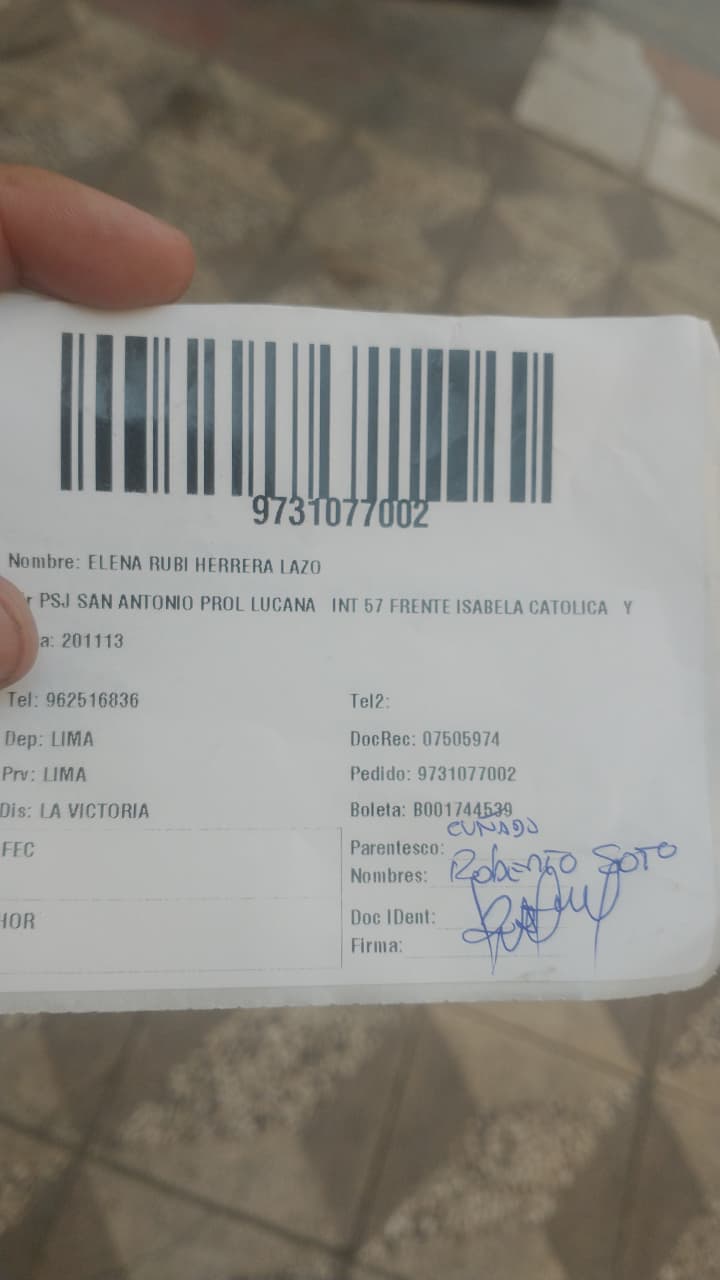 9731077002
Nombre: ELENA RUBI HERRERA LAZO
r PSJ SAN ANTONIO PROL LUCANA INT 57 FRENTE ISABELA CATOLICA Y
a: 201113
Tel: 962516836 Tel2:
Dep: LIMA DocRec: 07505974
Prv: LIMA Pedido: 9731077002
Dis: LA VICTORIA Boleta: B001744539
FEC Parentesco: CUÑADO
Nombres: Roberto Soto
HOR Doc IDent:
Firma: